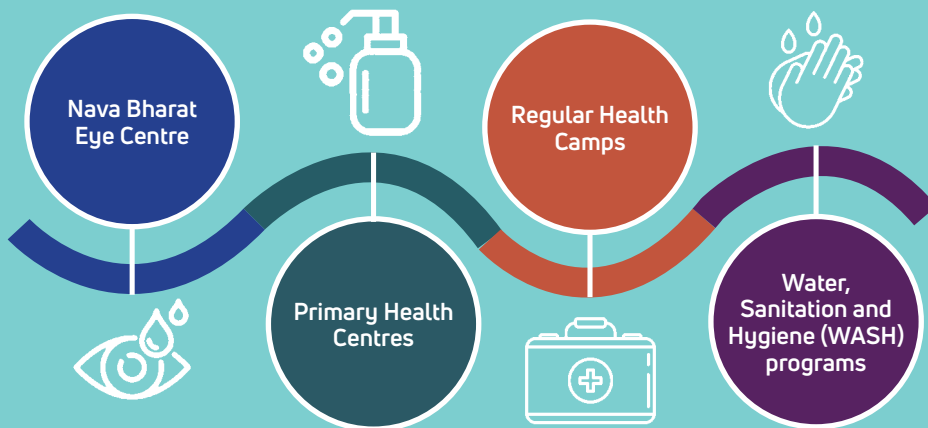 Nava Bharat
Eye Centre
Primary Health
Centres
Regular Health
Camps
Water,
Sanitation and
Hygiene (WASH)
programs